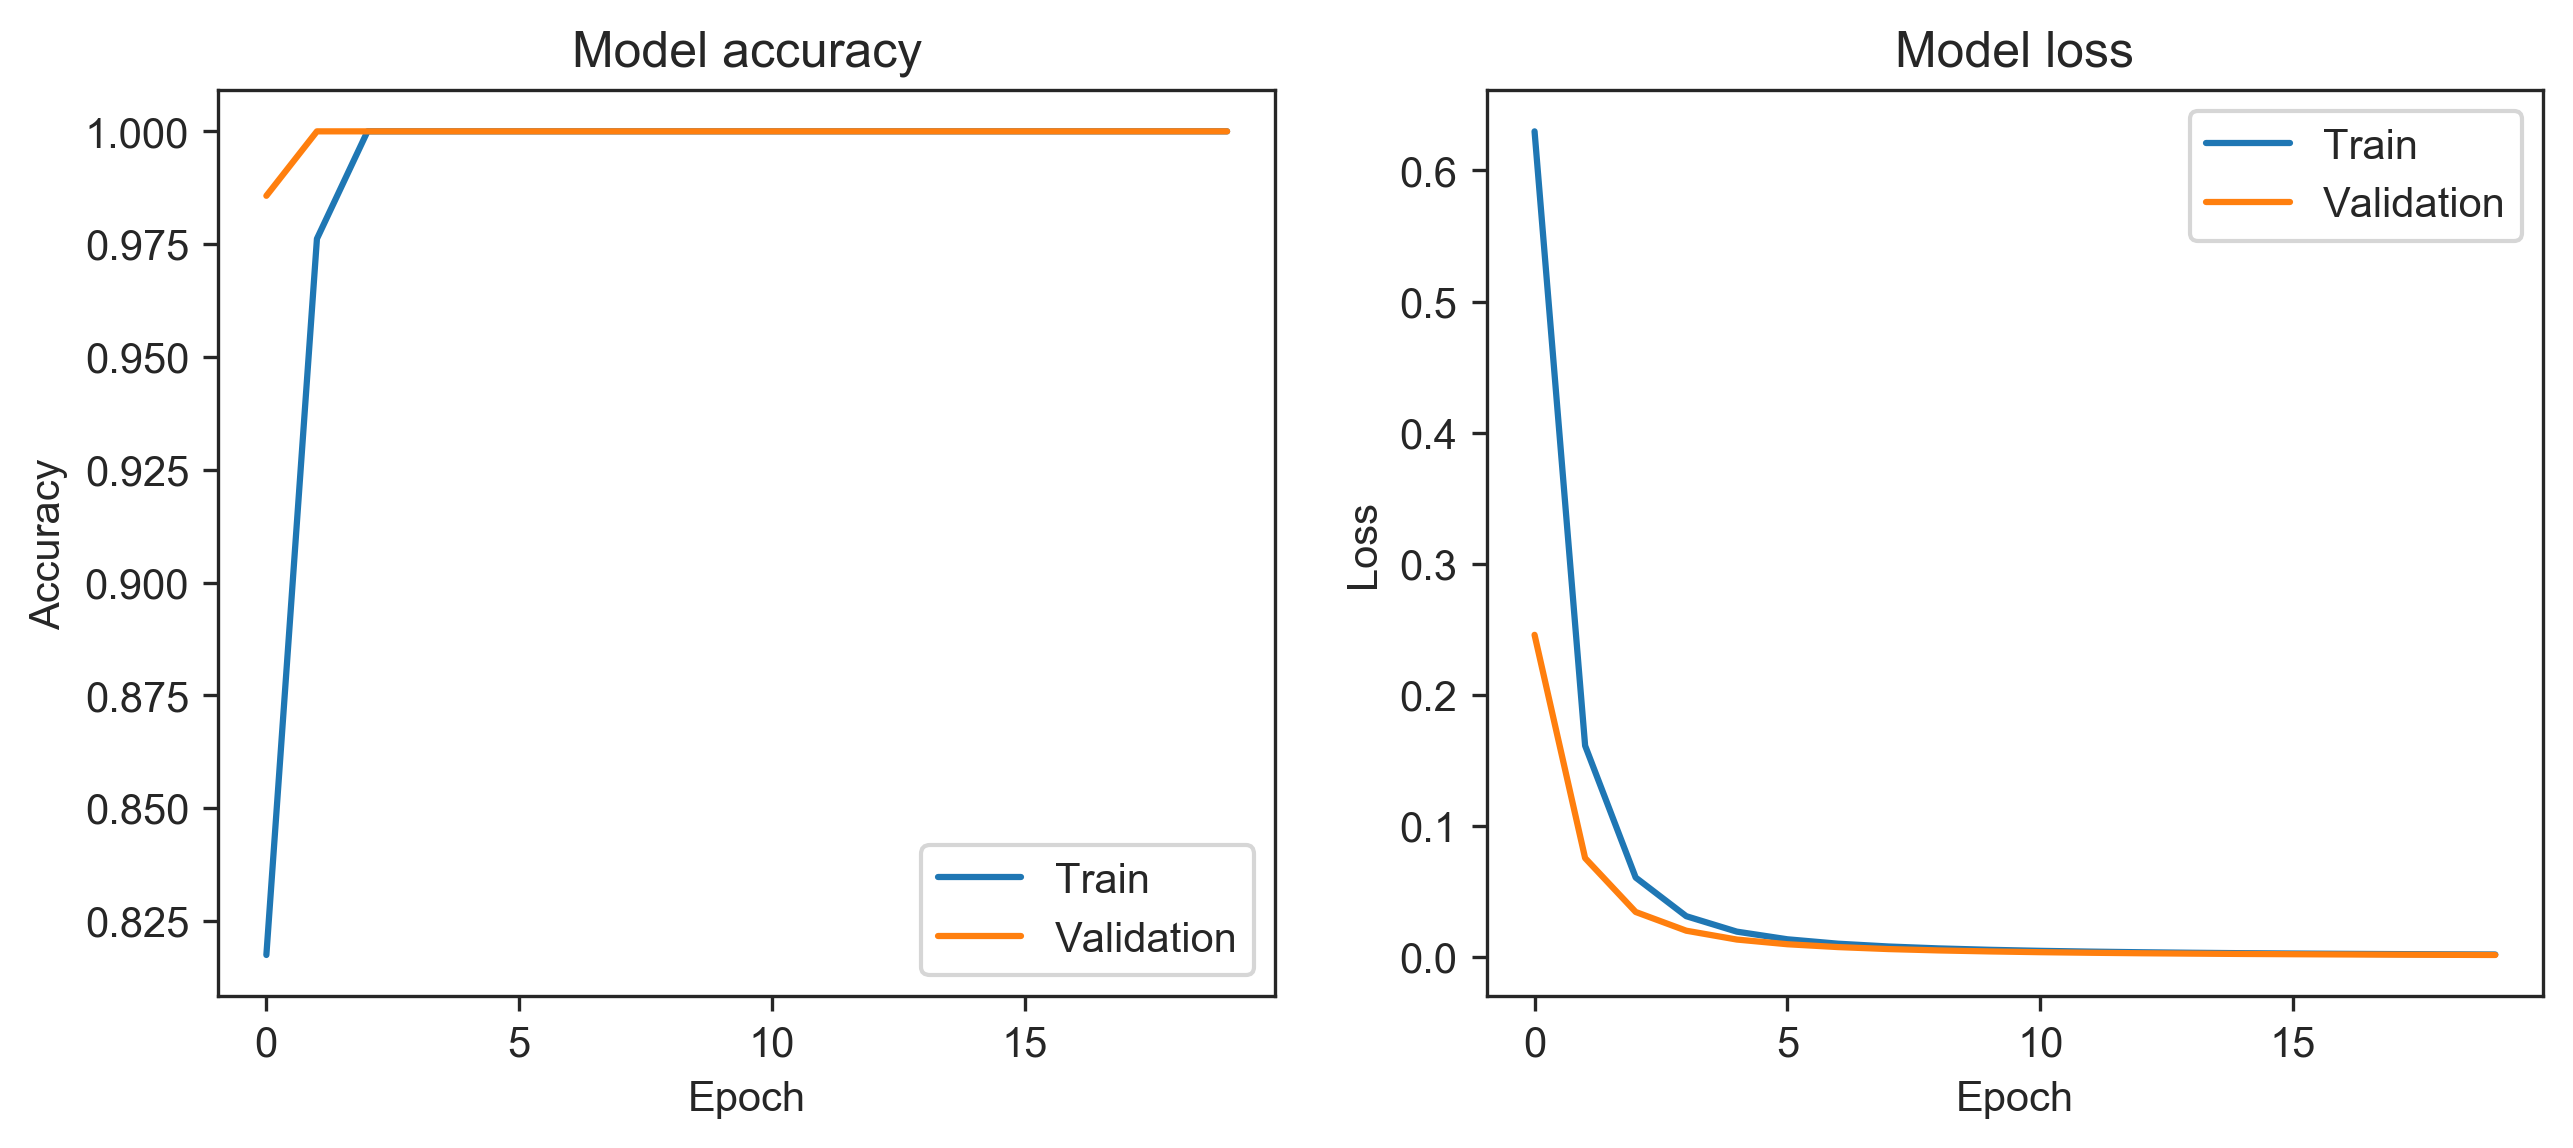 Model accuracy
1.000
0.975
0.950
0.925
0.900
0.875
0.850
0.825
Accuracy
0 5 10 15
Epoch
Train
Validation
Model loss
0.6
0.5
0.4
0.3
0.2
0.1
0.0
Loss
0 5 10 15
Epoch
Train
Validation